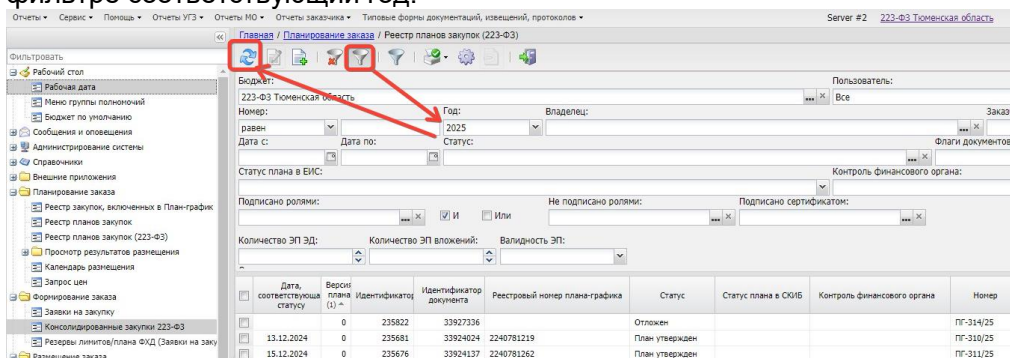 фильтре соответствующий год.
Отчеты Сервис Помощь Отчеты УГЗ Отчеты МО Отчеты заказчика Типовые формы документаций, извещений, протоколов Server #2 223-ФЗ Тюменская область
Главная / Планирование заказа / Реестр планов закупок (223-ФЗ)
Фильтровать
Рабочий стол
Рабочая дата
Меню группы полномочий
Бюджет по умолчанию
Сообщения и оповещения
Администрирование системы
Справочники
Внешние приложения
Планирование заказа
Реестр закупок, включенных в План-график
Реестр планов закупок
Реестр планов закупок (223-ФЗ)
Просмотр результатов размещения
Календарь размещения
Запрос цен
Формирование заказа
Заявки на закупку
Консолидированные закупки 223-ФЗ
Резервы лимитов/плана ФХД (Заявки на заку
Размещение заказа
Бюджет: Пользователь:
223-ФЗ Тюменская область ... Все
Номер: Год: Владелец: Заказ
равен 2025 ...
Дата с: Дата по: Статус: Флаги документов
...
Статус плана в ЕИС: Контроль финансового органа:
Подписано ролями: Не подписано ролями: Подписано сертификатом:
... И Или ... ...
Количество ЭП ЭД: Количество ЭП вложений: Валидность ЭП:
Дата, соответствующа статусу Версия плана (1) Идентификатор Идентификатор документа Реестровый номер плана-графика Статус Статус плана в СКИБ Контроль финансового органа Номер
0 235822 33927336 Отложен ПГ-314/25
13.12.2024 0 235681 33924024 2240781219 План утвержден ПГ-310/25
15.12.2024 0 235676 33924137 2240781262 План утвержден ПГ-311/25